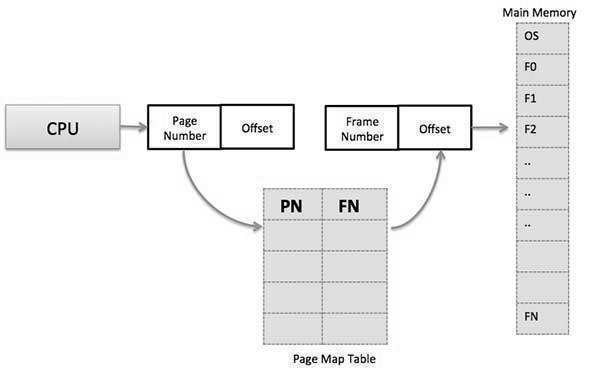 Main Memory
OS
F0
F1
F2
..
..
..
FN
CPU
Page
Number
Offset
Frame
Number
Offset
PN FN
Page Map Table